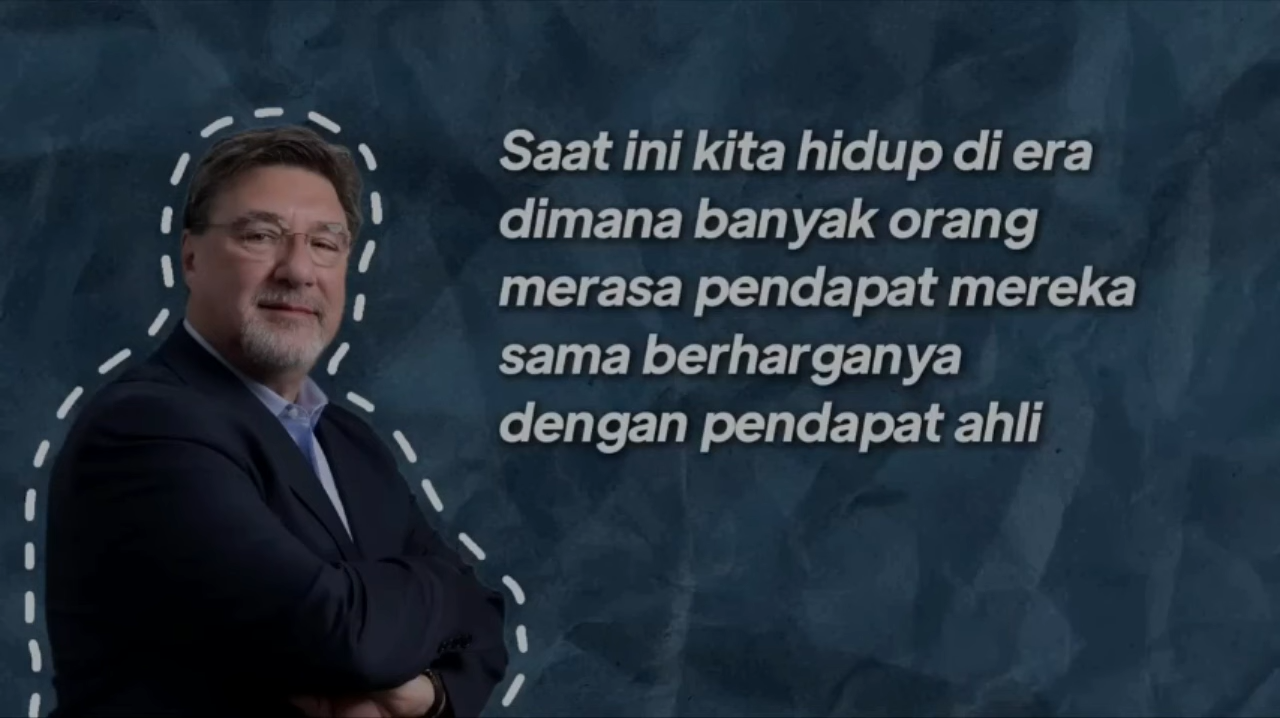 Saat ini kita hidup di era
dimana banyak orang
merasa pendapat mereka
sama berharganya
dengan pendapat ahli